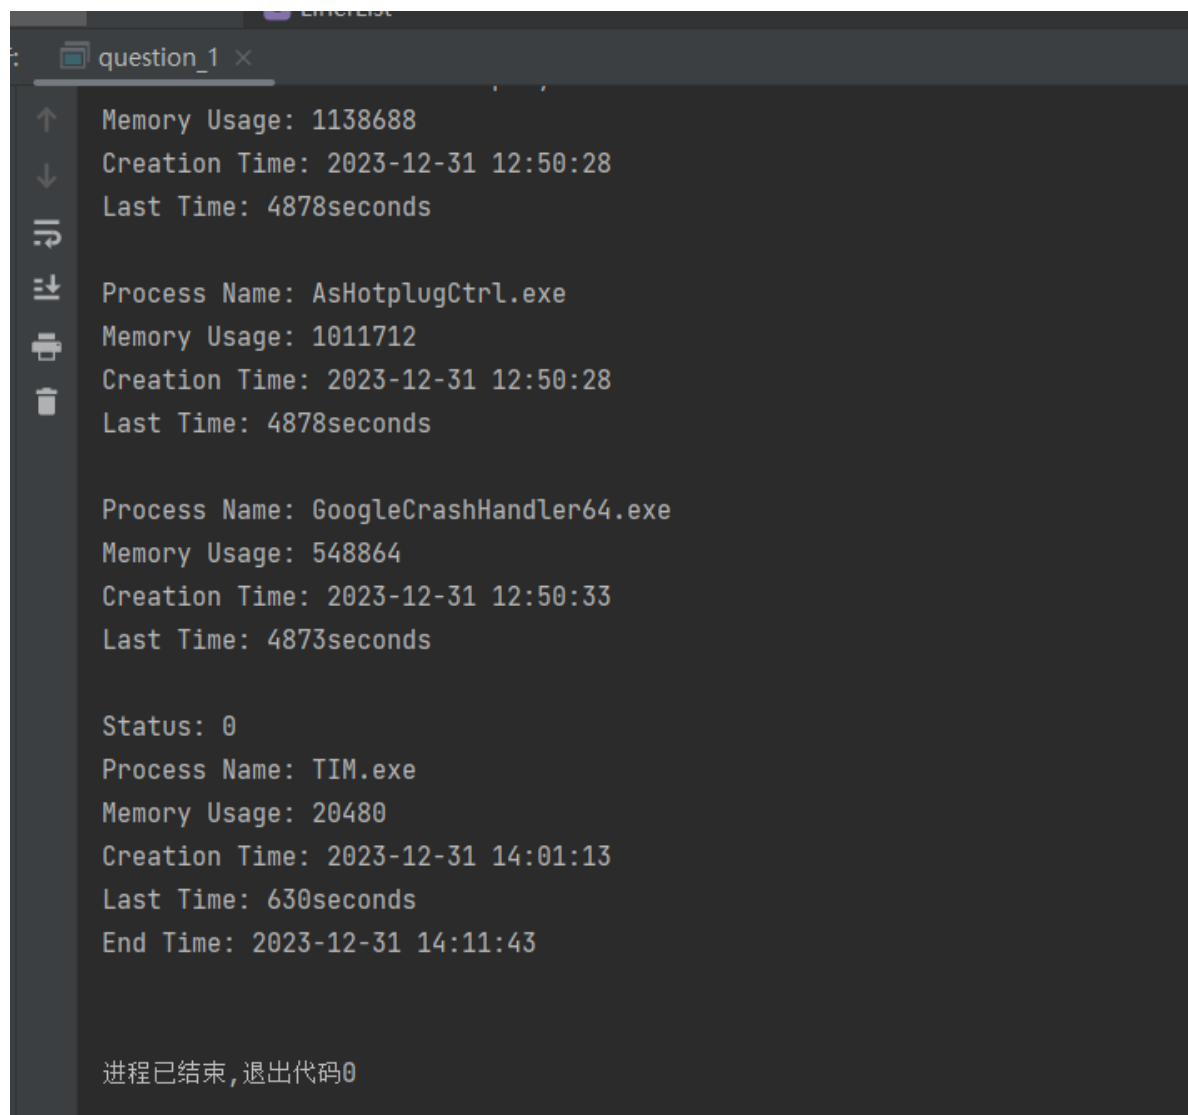 question_1
Memory Usage: 1138688
Creation Time: 2023-12-31 12:50:28
Last Time: 4878seconds
Process Name: AsHotplugCtrl.exe
Memory Usage: 1011712
Creation Time: 2023-12-31 12:50:28
Last Time: 4878seconds
Process Name: GoogleCrashHandler64.exe
Memory Usage: 548864
Creation Time: 2023-12-31 12:50:33
Last Time: 4873seconds
Status: 0
Process Name: TIM.exe
Memory Usage: 20480
Creation Time: 2023-12-31 14:01:13
Last Time: 630seconds
End Time: 2023-12-31 14:11:43
进程已结束,退出代码0